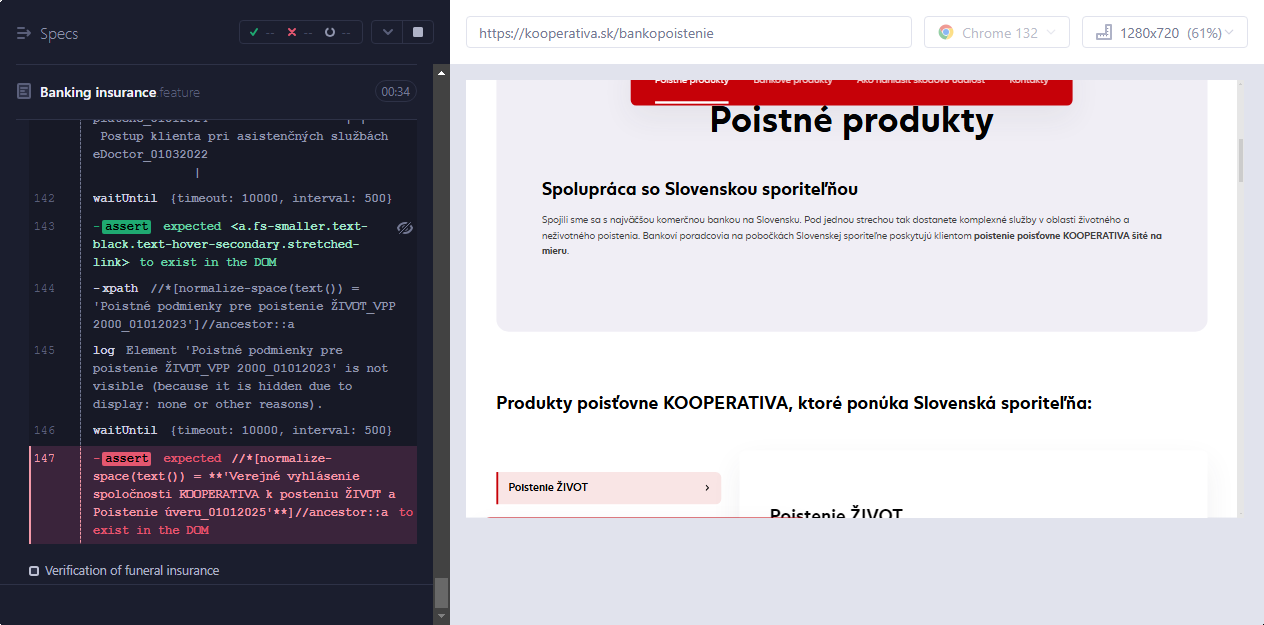 Specs
-- -- --
Banking insurance feature
00:34
Postup klienta pri asistenčných službách
eDoctor_01032022
|
142 waitUntil {timeout: 10000, interval: 500}
143 -assert expected <a.fs-smaller.text-
black.text-hover-secondary.stretched-
link> to exist in the DOM
144 -xpath //*[normalize-space(text()) =
'Poistné podmienky pre poistenie ŽIVOT_VPP
2000_01012023']//ancestor::a
145 log Element 'Poistné podmienky pre
poistenie ŽIVOT_VPP 2000_01012023' is not
visible (because it is hidden due to
display: none or other reasons).
146 waitUntil {timeout: 10000, interval: 500}
147 -assert expected //*[normalize-
space(text()) = **'Verejné vyhlásenie
spoločnosti KOOPERATIVA k posteniu ŽIVOT a
Poistenie úveru_01012025'**]//ancestor::a to
exist in the DOM
Verification of funeral insurance
https://kooperativa.sk/bankopoistenie
Chrome 132
1280x720 (61%)
Poistné produkty Bankové produkty Ako nahlásiť škodovú udalosť Kontakty
Poistné produkty
Spolupráca so Slovenskou sporiteľňou
Spojili sme sa s najväčšou komerčnou bankou na Slovensku. Pod jednou strechou tak dostanete komplexné služby v oblasti životného a
neživotného poistenia. Bankoví poradcovia na pobočkách Slovenskej sporiteľne poskytujú klientom poistenie poisťovne KOOPERATIVA šité na
mieru.
Produkty poisťovne KOOPERATIVA, ktoré ponúka Slovenská sporiteľňa:
Poistenie ŽIVOT
Poistenie ŽIVOT